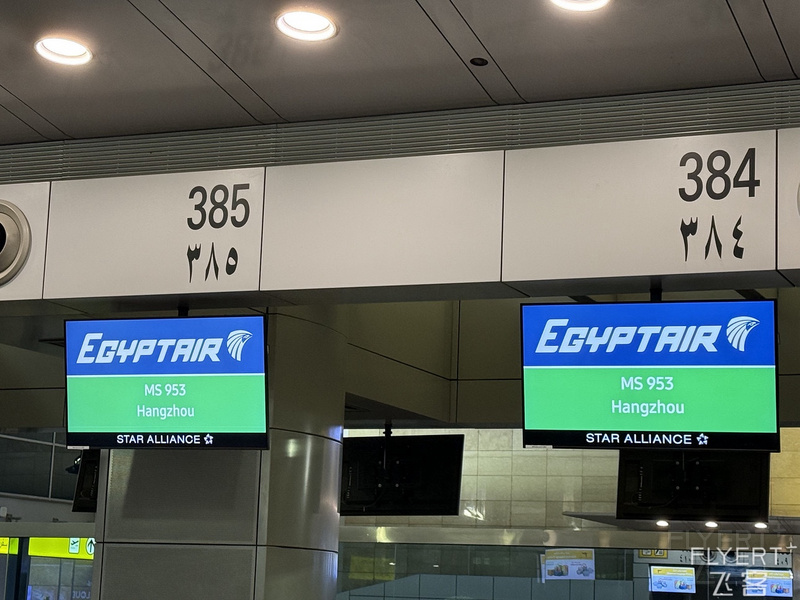 385
٣٨٥
384
٣٨٤
EGYPTAIR
MS 953
Hangzhou
STAR ALLIANCE
EGYPTAIR
MS 953
Hangzhou
STAR ALLIANCE
FLYERT
飞客